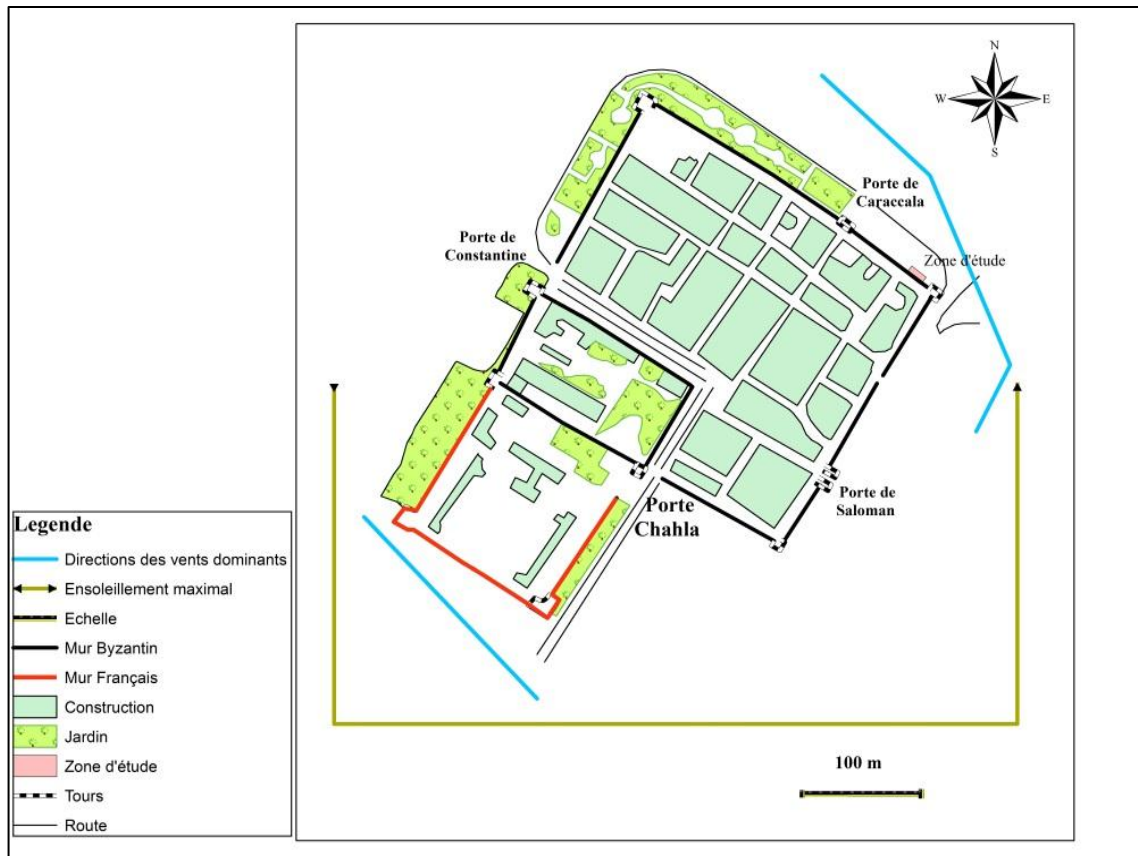 N
W
E
S
Porte de
Caraccala
Zone d'étude
Porte de
Constantine
Porte
Chahla
Porte de
Saloman
100 m
Legende
Directions des vents dominants
Ensoleillement maximal
Echelle
Mur Byzantin
Mur Français
Construction
Jardin
Zone d'étude
Tours
Route